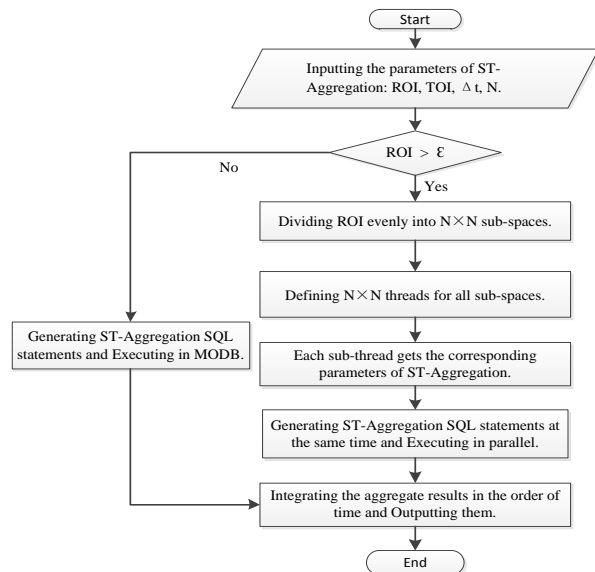 Start
Inputting the parameters of ST-
Aggregation: ROI, TOI, Δt, N.
ROI > ε
No
Yes
Dividing ROI evenly into N×N sub-spaces.
Defining N×N threads for all sub-spaces.
Generating ST-Aggregation SQL
statements and Executing in MODB.
Each sub-thread gets the corresponding
parameters of ST-Aggregation.
Generating ST-Aggregation SQL statements at
the same time and Executing in parallel.
Integrating the aggregate results in the order of
time and Outputting them.
End